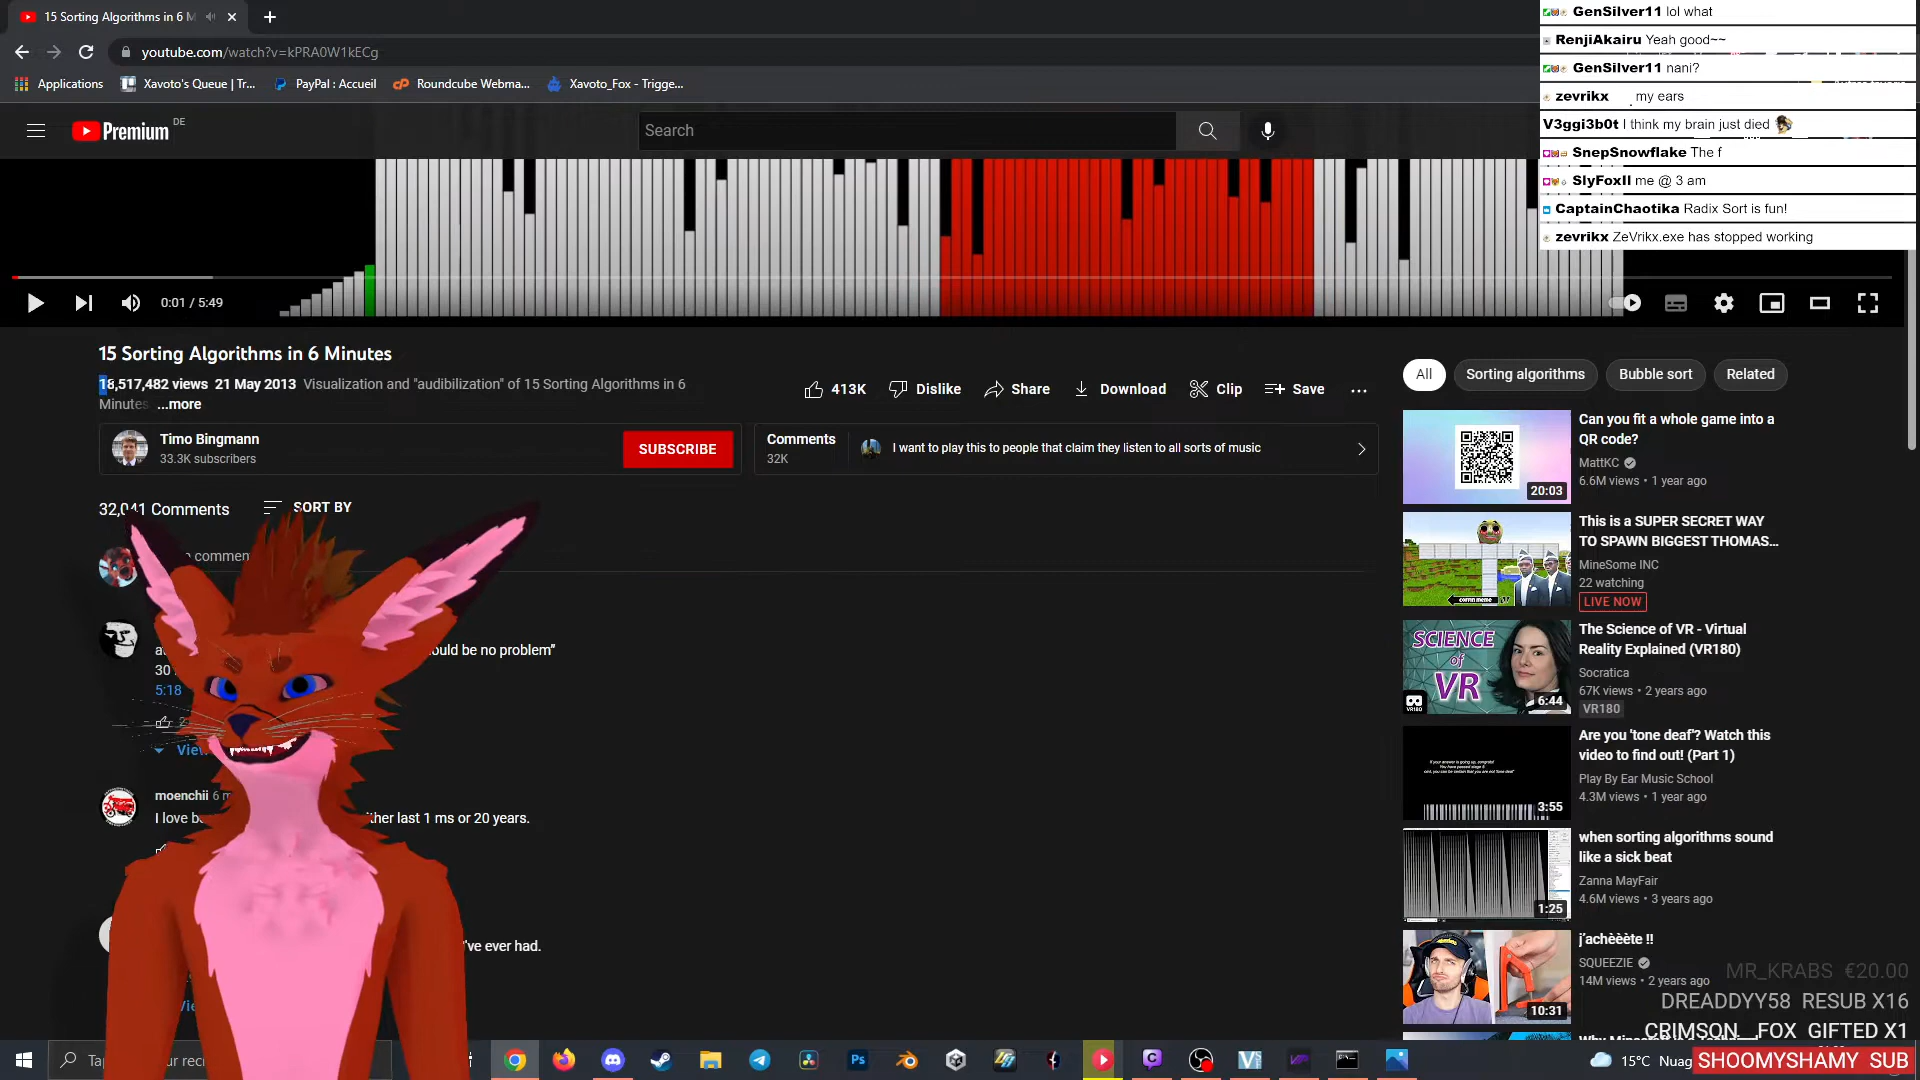 15 Sorting Algorithms in 6 M
youtube.com/watch?v=kPRA0W1kECg
Applications
Xavoto's Queue | Tr...
PayPal : Accueil
Roundcube Webma...
Xavoto_Fox - Trigge...
Premium
DE
Search
GenSilver11 lol what
RenjiAkairu Yeah good~~
GenSilver11 nani?
zevrikx my ears
V3ggi3b0t I think my brain just died
SnepSnowflake The f
SlyFoxII me @ 3 am
CaptainChaotika Radix Sort is fun!
zevrikx ZeVrikx.exe has stopped working
0:01 / 5:49
15 Sorting Algorithms in 6 Minutes
18,517,482 views 21 May 2013 Visualization and "audibilization" of 15 Sorting Algorithms in 6
Minutes ...more
413K
Dislike
Share
Download
Clip
Save
Timo Bingmann
33.3K subscribers
SUBSCRIBE
Comments
32K
I want to play this to people that claim they listen to all sorts of music
32,041 Comments
SORT BY
be no problem”
30
5:18
2
moenchii 6
I love
last 1 ms or 20 years.
've ever had.
All
Sorting algorithms
Bubble sort
Related
Can you fit a whole game into a
QR code?
MattKC
6.6M views • 1 year ago
20:03
This is a SUPER SECRET WAY
TO SPAWN BIGGEST THOMAS...
MineSome INC
22 watching
LIVE NOW
SCIENCE
of
VR
6:44
VR180
The Science of VR - Virtual
Reality Explained (VR180)
Socratica
67K views • 2 years ago
VR180
Are you 'tone deaf'? Watch this
video to find out! (Part 1)
Play By Ear Music School
4.3M views • 1 year ago
3:55
when sorting algorithms sound
like a sick beat
Zanna MayFair
4.6M views • 3 years ago
1:25
j'achèèète !!
SQUEEZIE
14M views • 2 years ago
10:31
MR_KRABS €20.00
DREADDYY58 RESUB X16
CRIMSON__FOX GIFTED X1
SHOOMYSHAMY SUB
15°C Nuag